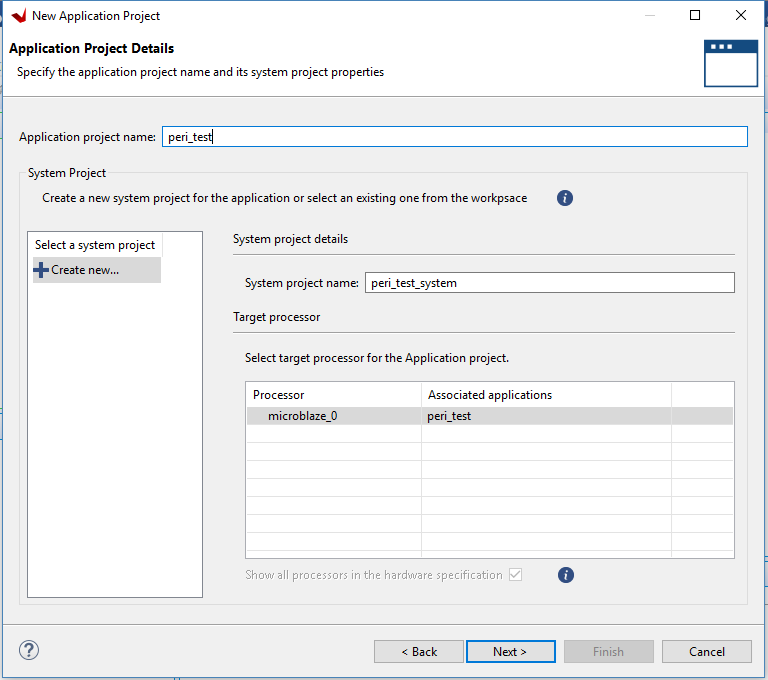 New Application Project
Application Project Details
Specify the application project name and its system project properties
Application project name: peri_test
System Project
Create a new system project for the application or select an existing one from the workpsace
Select a system project
Create new...
System project details
System project name: peri_test_system
Target processor
Select target processor for the Application project.
Processor Associated applications
microblaze_0 peri_test
Show all processors in the hardware specification
< Back Next > Finish Cancel